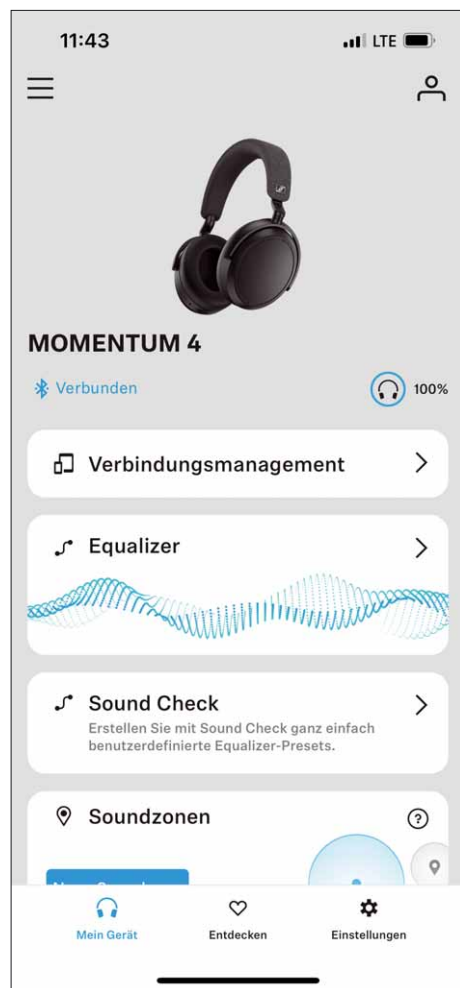 11:43 LTE
MOMENTUM 4
Verbunden 100%
Verbindungsmanagement
Equalizer
Sound Check
Erstellen Sie mit Sound Check ganz einfach
benutzerdefinierte Equalizer-Presets.
Soundzonen ?
Mein Gerät Entdecken Einstellungen